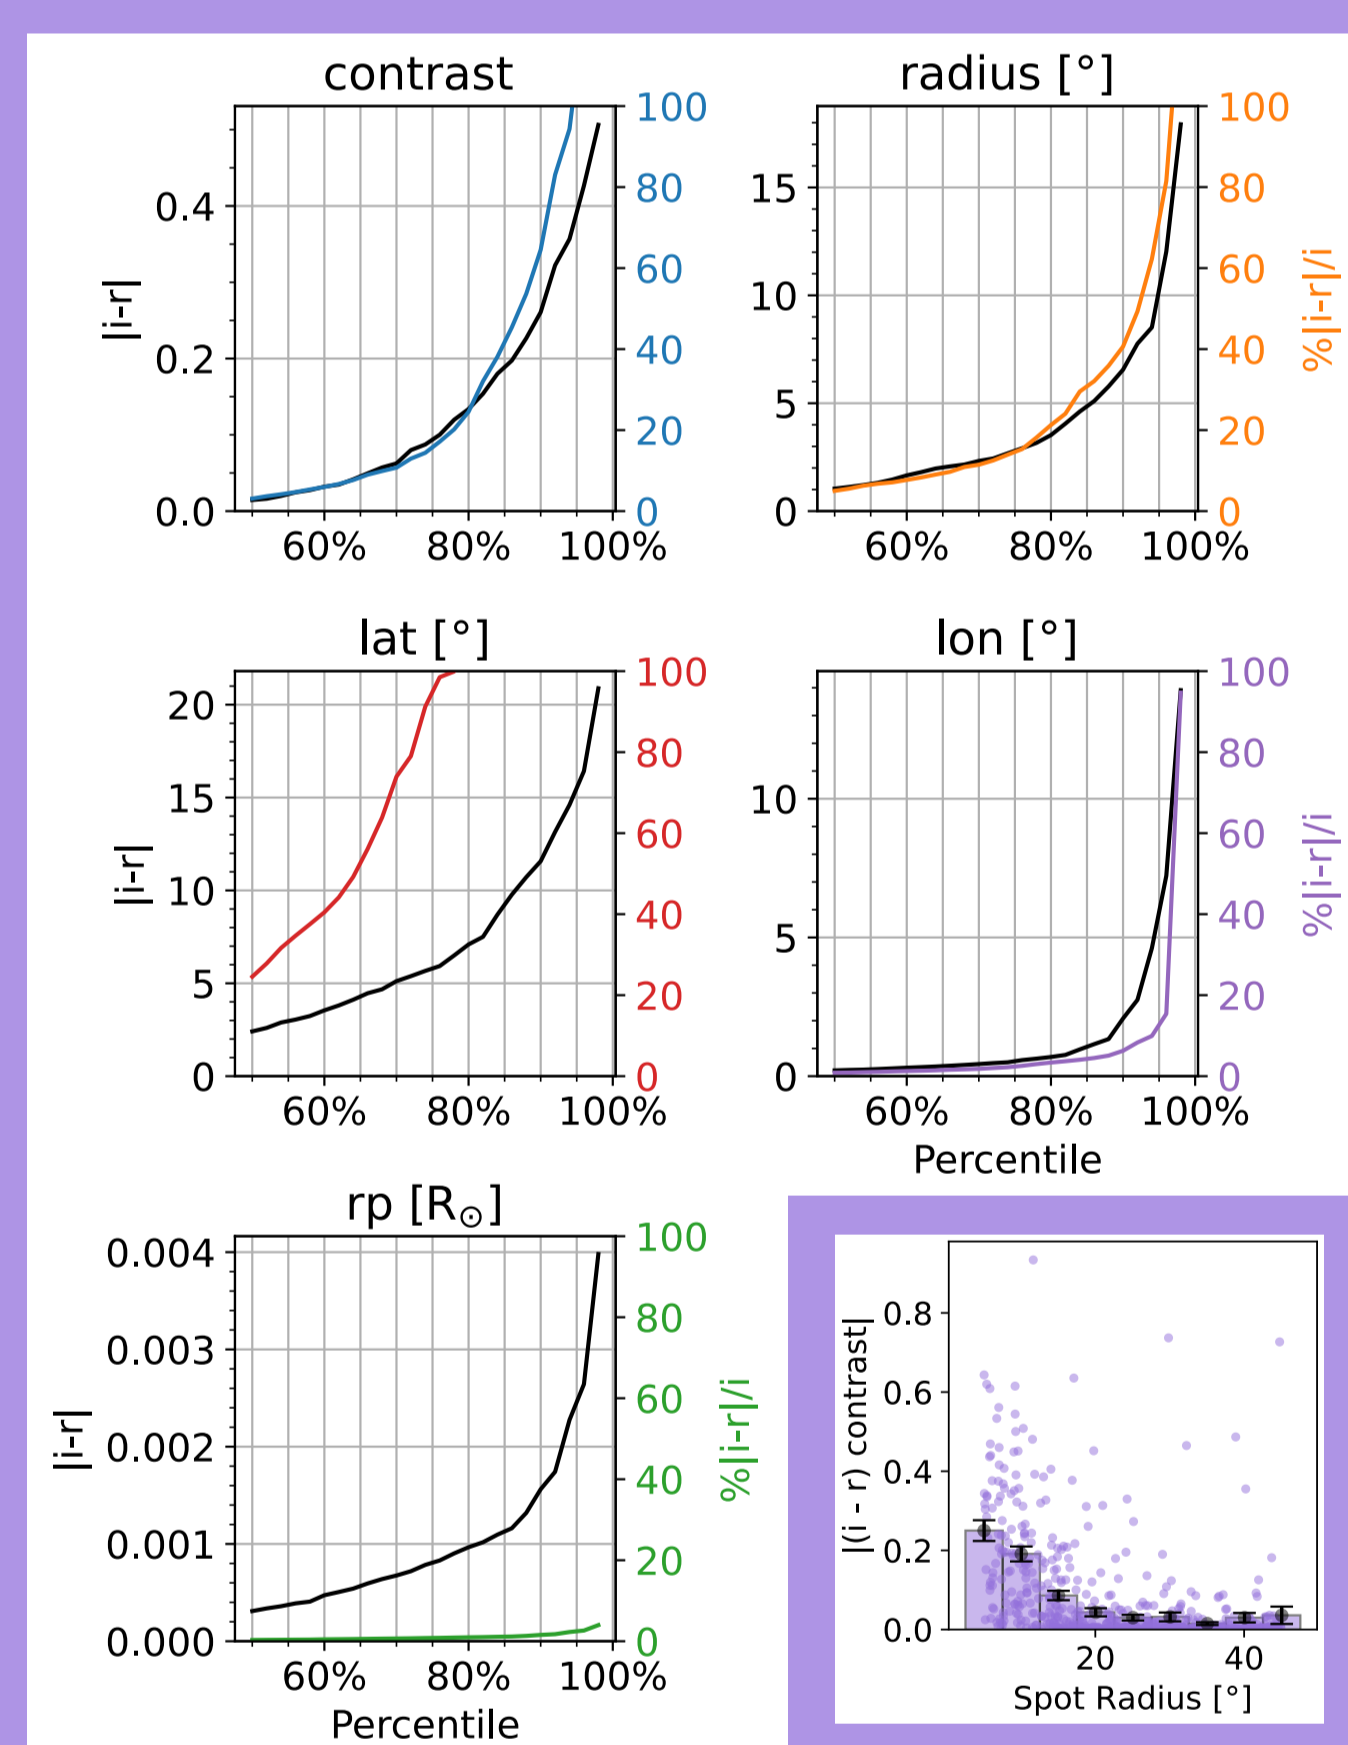 contrast
|i-r|
0.4
0.2
0.0
100
80
60
40
20
0
60% 80% 100%
radius [°]
15
10
5
0
100
80
60
40
20
0
%|i-r|/i
60% 80% 100%
lat [°]
|i-r|
20
15
10
5
0
100
80
60
40
20
0
60% 80% 100%
lon [°]
10
5
0
100
80
60
40
20
0
%|i-r|/i
60% 80% 100%
Percentile
rp [R☉]
|i-r|
0.004
0.003
0.002
0.001
0.000
100
80
60
40
20
0
%|i-r|/i
60% 80% 100%
Percentile
|(i - r) contrast|
0.8
0.6
0.4
0.2
0.0
20 40
Spot Radius [°]